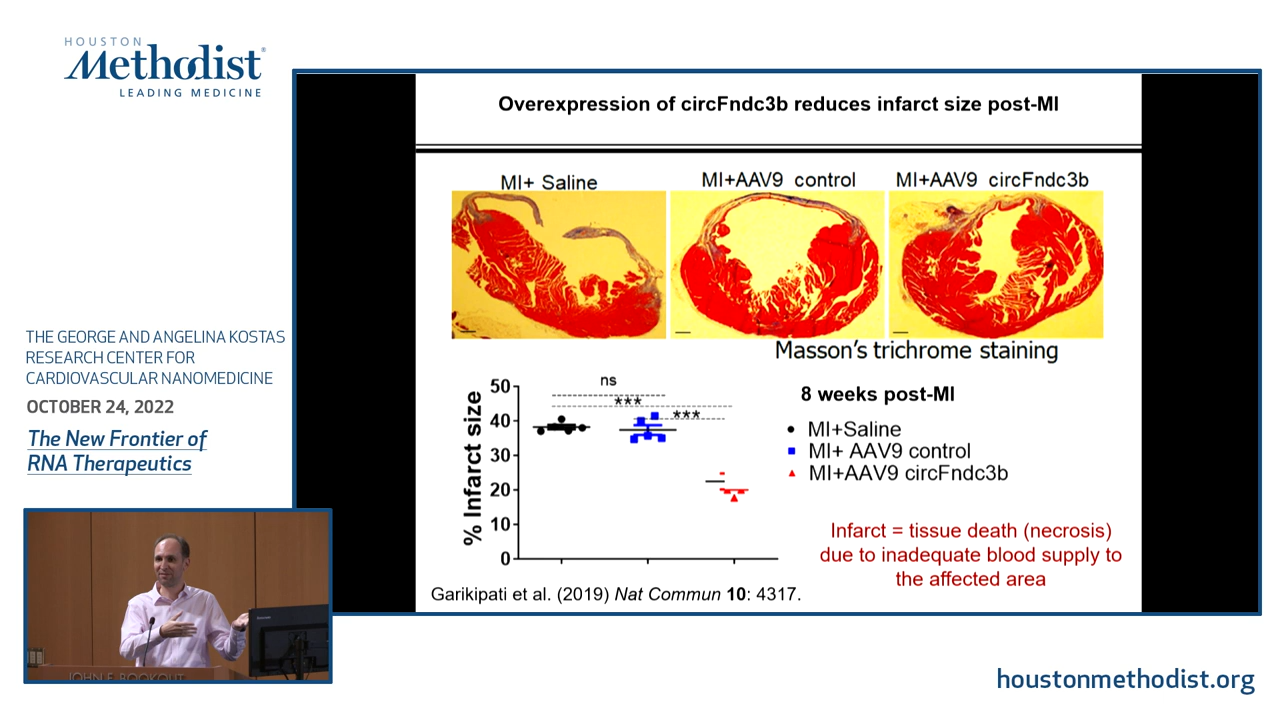 HOUSTON
Methodist®
LEADING MEDICINE
THE GEORGE AND ANGELINA KOSTAS
RESEARCH CENTER FOR
CARDIOVASCULAR NANOMEDICINE
OCTOBER 24, 2022
The New Frontier of
RNA Therapeutics
Overexpression of circFndc3b reduces infarct size post-MI
MI+ Saline
MI+AAV9 control
MI+AAV9 circFndc3b
Masson's trichrome staining
% Infarct size
50
40
30
20
10
0
ns
***
***
8 weeks post-MI
MI+Saline
MI+ AAV9 control
MI+AAV9 circFndc3b
Infarct = tissue death (necrosis)
due to inadequate blood supply to
the affected area
Garikipati et al. (2019) Nat Commun 10: 4317.
JOHN F. BOOKOUT
houstonmethodist.org